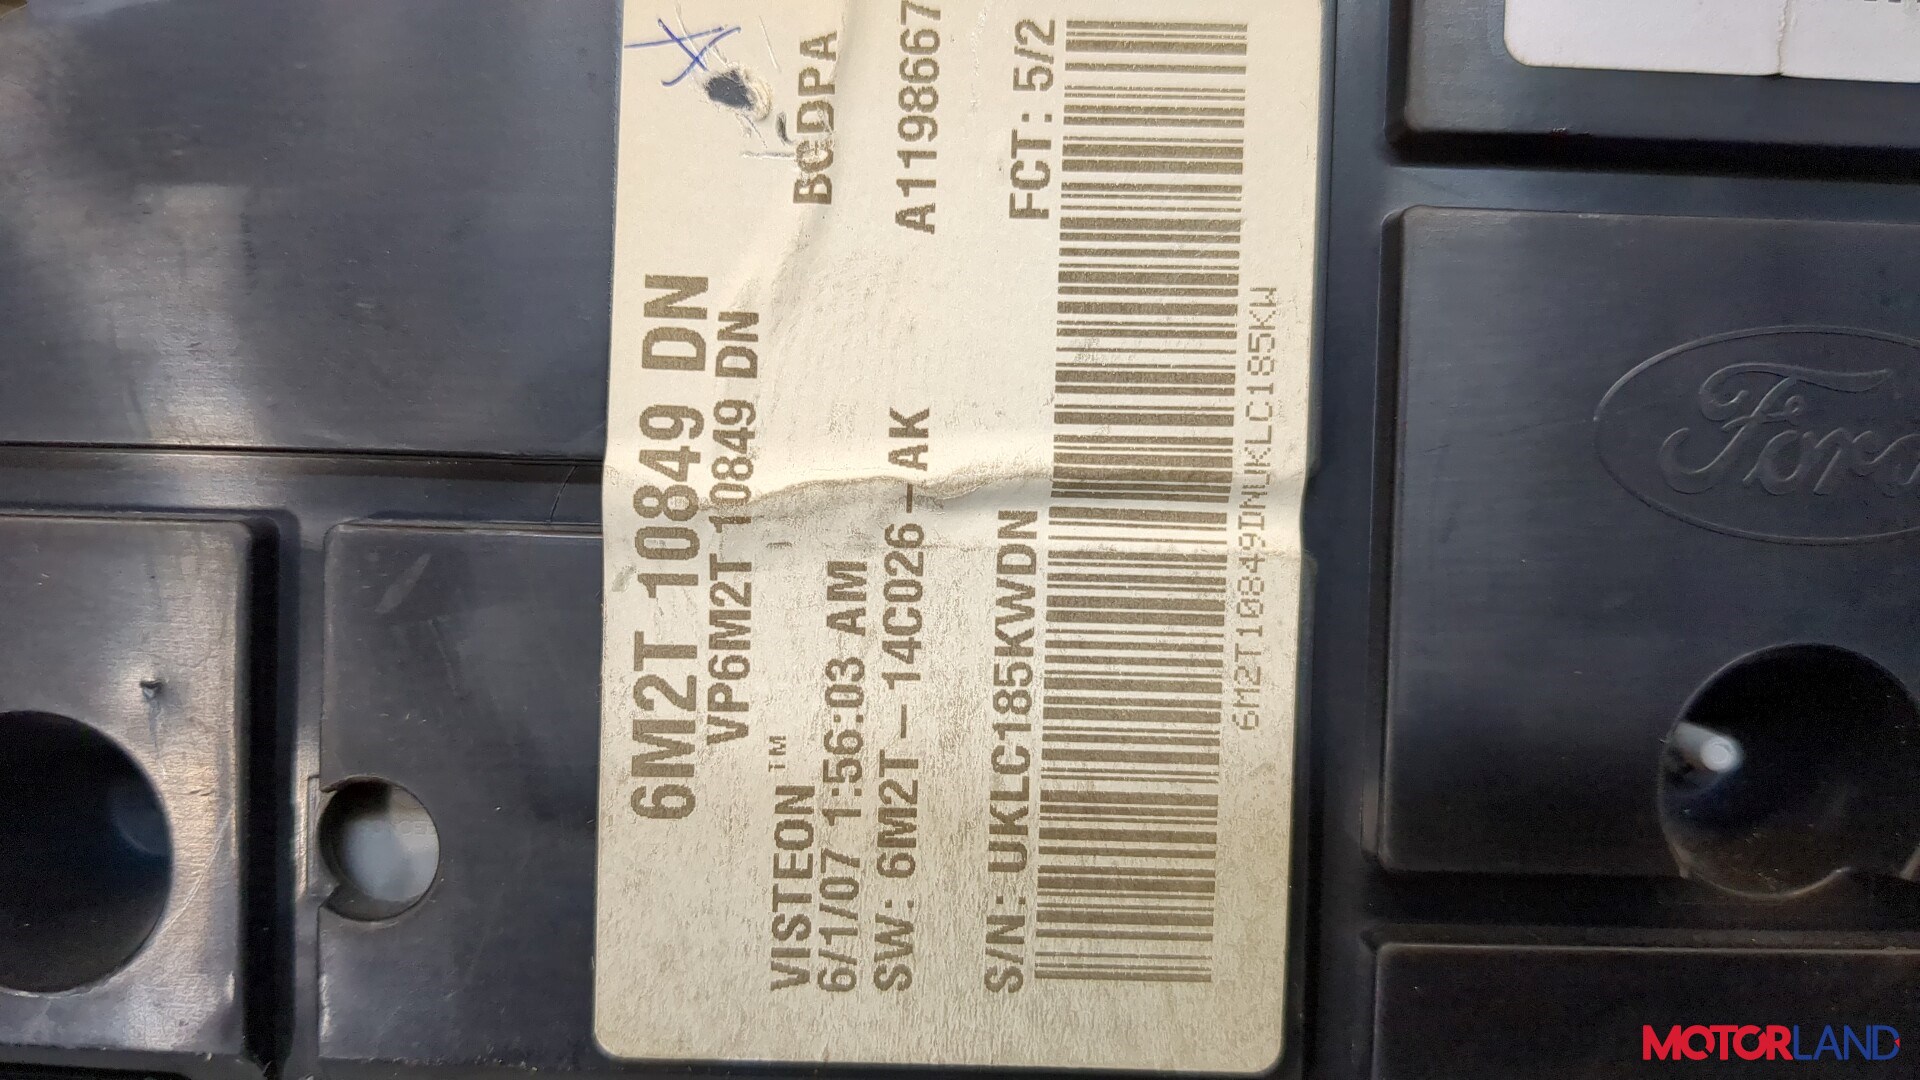 6M2T 10849 DN
VP6M2T 10849 DN
VISTEON™ BCDPA
6/1/07 1:56:03 AM
SW: 6M2T-14C026-AK A1198667
S/N: UKLC185KWDN FCT: 5/2
6M2T10849DNUKLC185KW
Ford
MOTORLAND